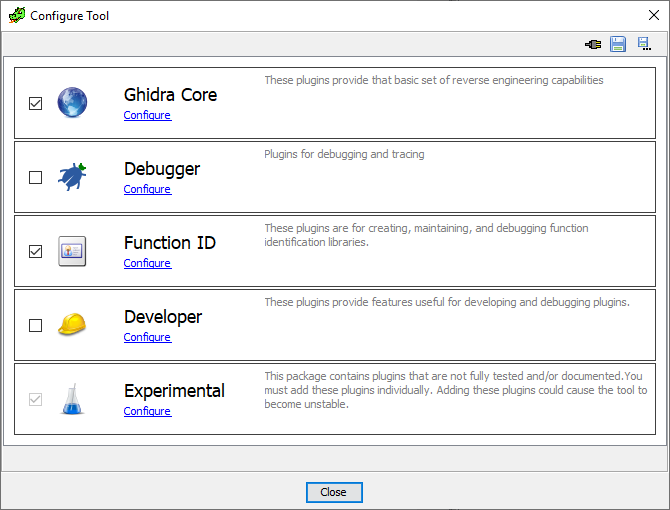 Configure Tool
Ghidra Core
Configure
These plugins provide that basic set of reverse engineering capabilities
Debugger
Configure
Plugins for debugging and tracing
Function ID
Configure
These plugins are for creating, maintaining, and debugging function
identification libraries.
Developer
Configure
These plugins provide features useful for developing and debugging plugins.
Experimental
Configure
This package contains plugins that are not fully tested and/or documented.You
must add these plugins individually. Adding these plugins could cause the tool to
become unstable.
Close